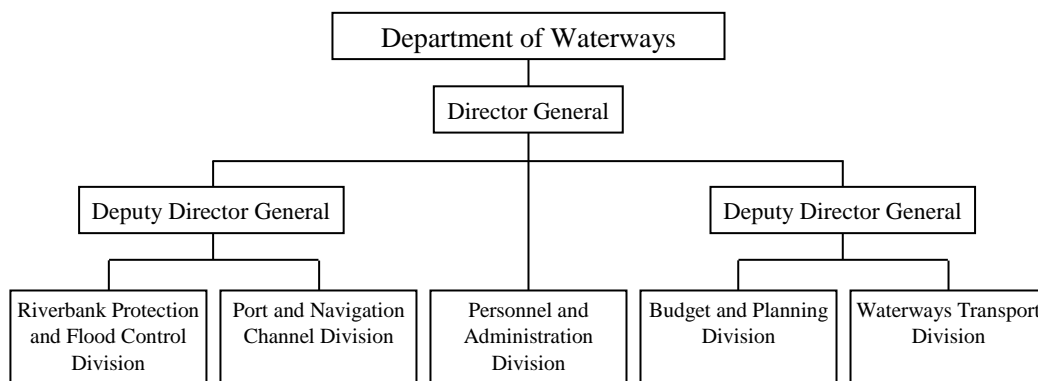 Department of Waterways
Director General
Deputy Director General
Deputy Director General
Riverbank Protection
and Flood Control
Division
Port and Navigation
Channel Division
Personnel and
Administration
Division
Budget and Planning
Division
Waterways Transport
Division